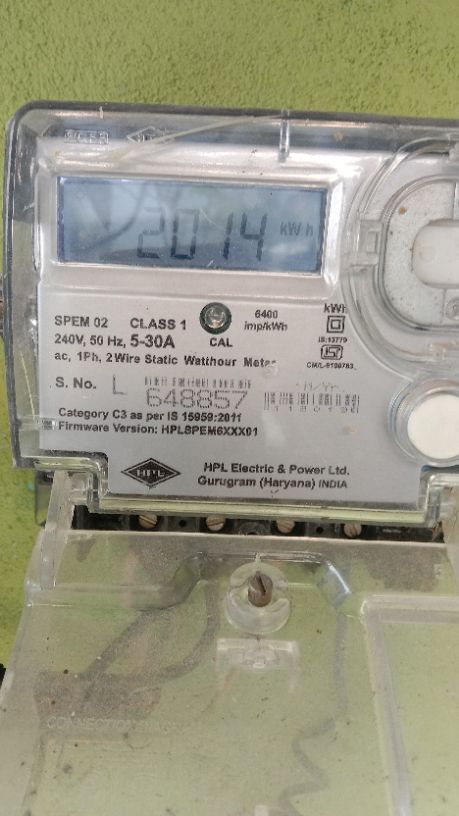 2014 kWh
SPEM 02 CLASS 1
240V, 50 Hz, 5-30A
ac, 1Ph, 2 Wire Static Watthour Meter
CAL
6400
imp/kWh
kWh
IS:13779
S. No. L 648857
Category C3 as per IS 15959:2011
Firmware Version: HPLSPEM6XXX01
HPL
HPL Electric & Power Ltd.
Gurugram (Haryana) INDIA